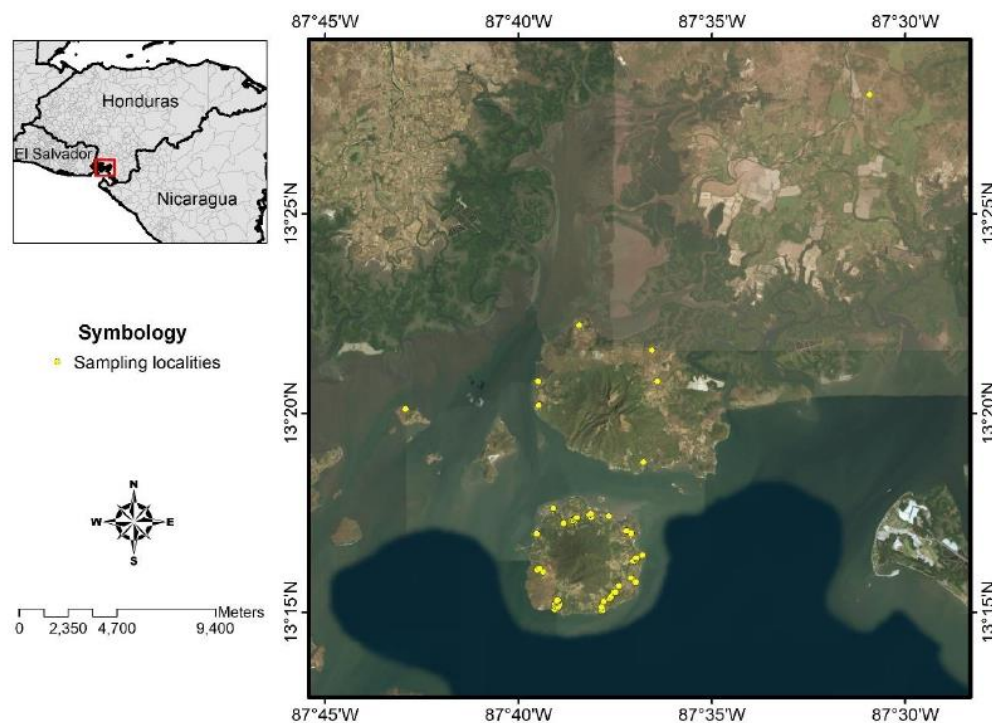 87°45'W 87°40'W 87°35'W 87°30'W
Honduras
El Salvador
Nicaragua
13°25'N
13°25'N
Symbology
Sampling localities
13°20'N
13°20'N
N
W E
S
13°15'N
13°15'N
Meters
0 2,350 4,700 9,400
87°45'W 87°40'W 87°35'W 87°30'W